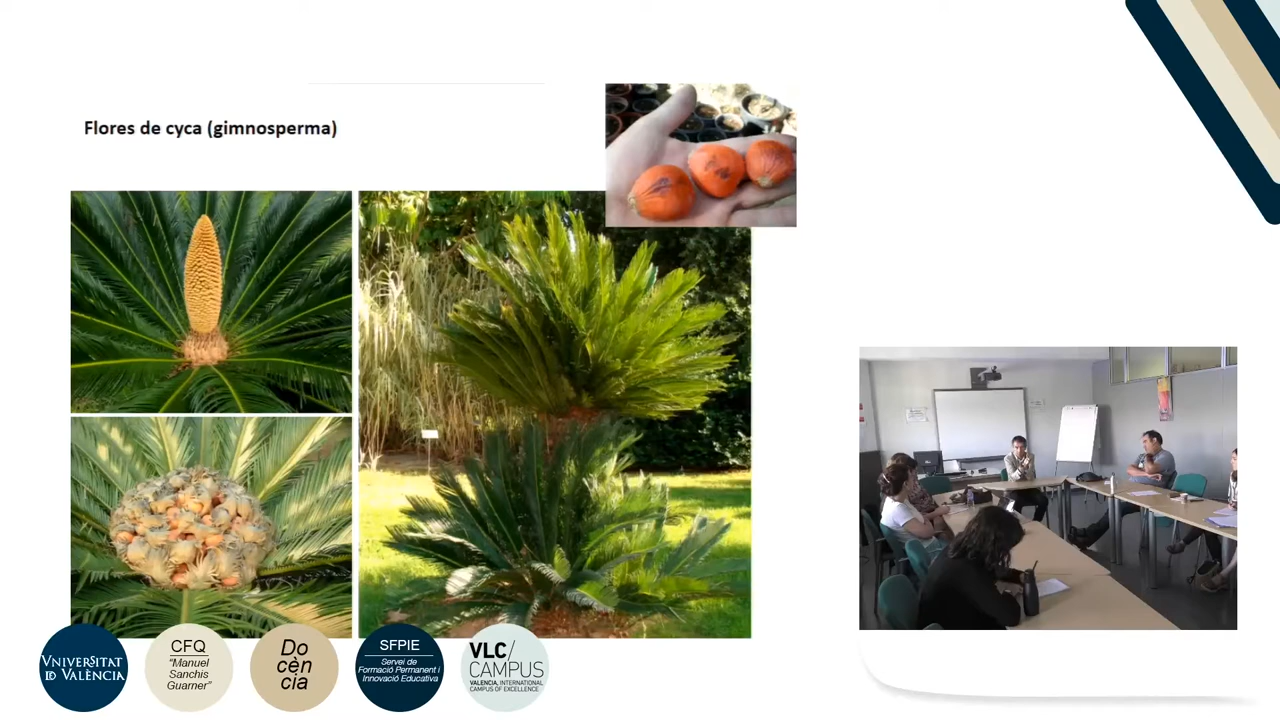 Flores de cyca (gimnosperma)
VNIVERSITAT
ID VALÈNCIA
CFQ
"Manuel
Sanchis
Guarner"
Do
cèn
cia
SFPIE
Servei de
Formació Permanent i
Innovació Educativa
VLC/
CAMPUS
VALENCIA, INTERNATIONAL
CAMPUS OF EXCELLENCE